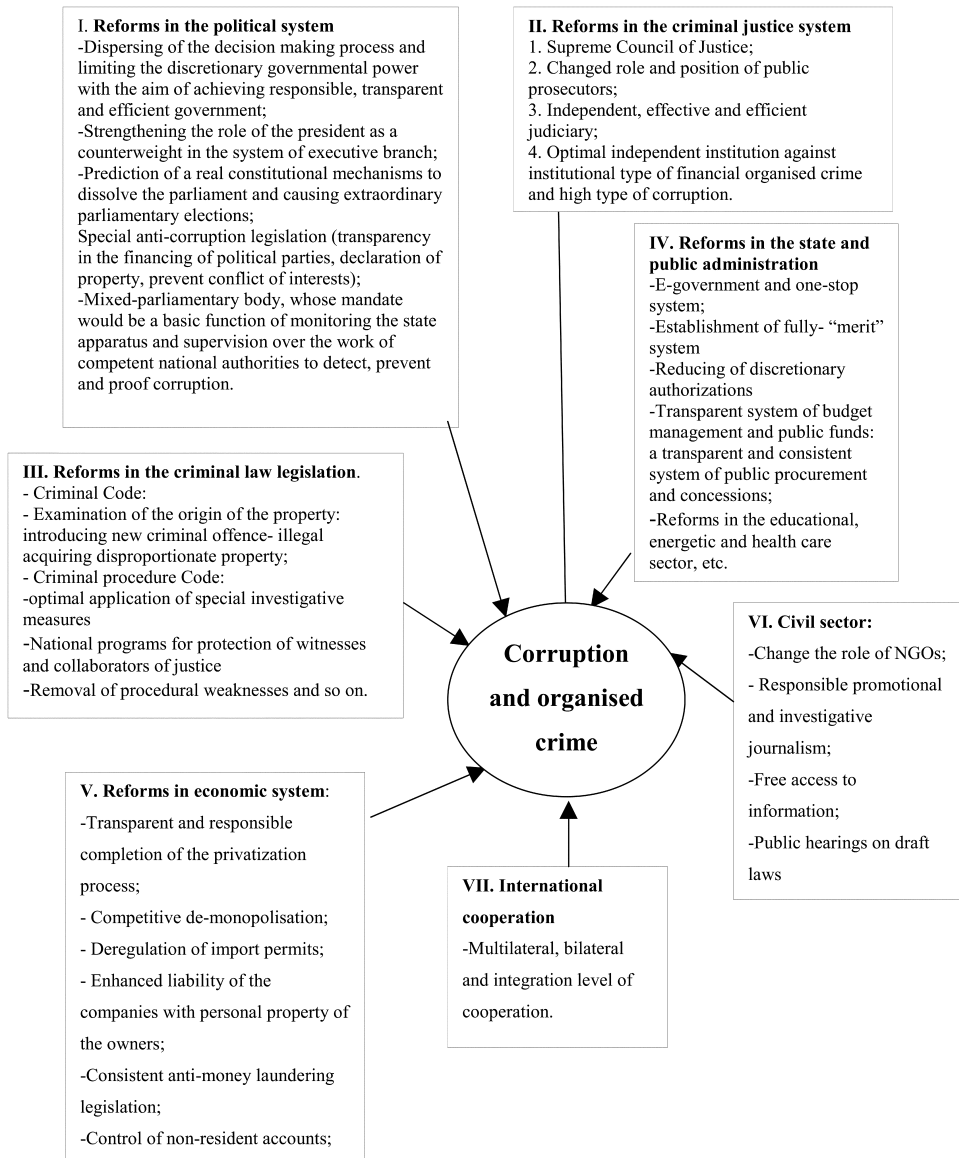 I. Reforms in the political system
-Dispersing of the decision making process and
limiting the discretionary governmental power
with the aim of achieving responsible, transparent
and efficient government;
-Strengthening the role of the president as a
counterweight in the system of executive branch;
-Prediction of a real constitutional mechanisms to
dissolve the parliament and causing extraordinary
parliamentary elections;
Special anti-corruption legislation (transparency
in the financing of political parties, declaration of
property, prevent conflict of interests);
-Mixed-parliamentary body, whose mandate
would be a basic function of monitoring the state
apparatus and supervision over the work of
competent national authorities to detect, prevent
and proof corruption.
II. Reforms in the criminal justice system
1. Supreme Council of Justice;
2. Changed role and position of public
prosecutors;
3. Independent, effective and efficient
judiciary;
4. Optimal independent institution against
institutional type of financial organised crime
and high type of corruption.
III. Reforms in the criminal law legislation.
- Criminal Code:
- Examination of the origin of the property:
introducing new criminal offence- illegal
acquiring disproportionate property;
- Criminal procedure Code:
-optimal application of special investigative
measures
-National programs for protection of witnesses
and collaborators of justice
-Removal of procedural weaknesses and so on.
IV. Reforms in the state and
public administration
-E-government and one-stop
system;
-Establishment of fully- “merit”
system
-Reducing of discretionary
authorizations
-Transparent system of budget
management and public funds:
a transparent and consistent
system of public procurement
and concessions;
-Reforms in the educational,
energetic and health care
sector, etc.
Corruption
and organised
crime
V. Reforms in economic system:
-Transparent and responsible
completion of the privatization
process;
- Competitive de-monopolisation;
- Deregulation of import permits;
- Enhanced liability of the
companies with personal property of
the owners;
-Consistent anti-money laundering
legislation;
-Control of non-resident accounts;
VI. Civil sector:
-Change the role of NGOs;
- Responsible promotional
and investigative
journalism;
-Free access to
information;
-Public hearings on draft
laws
VII. International
cooperation
-Multilateral, bilateral
and integration level of
cooperation.